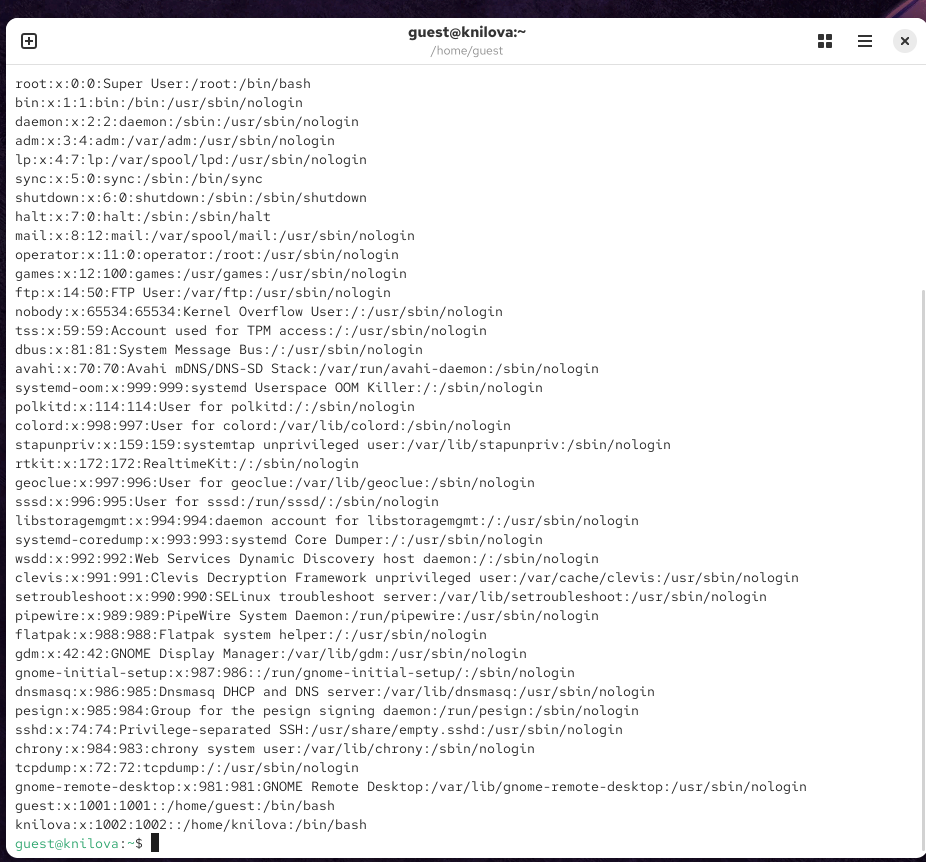 guest@knilova:~
/home/guest
root:x:0:0:Super User:/root:/bin/bash
bin:x:1:1:bin:/bin:/usr/sbin/nologin
daemon:x:2:2:daemon:/sbin:/usr/sbin/nologin
adm:x:3:4:adm:/var/adm:/usr/sbin/nologin
lp:x:4:7:lp:/var/spool/lpd:/usr/sbin/nologin
sync:x:5:0:sync:/sbin:/bin/sync
shutdown:x:6:0:shutdown:/sbin:/sbin/shutdown
halt:x:7:0:halt:/sbin:/sbin/halt
mail:x:8:12:mail:/var/spool/mail:/usr/sbin/nologin
operator:x:11:0:operator:/root:/usr/sbin/nologin
games:x:12:100:games:/usr/games:/usr/sbin/nologin
ftp:x:14:50:FTP User:/var/ftp:/usr/sbin/nologin
nobody:x:65534:65534:Kernel Overflow User:/:/usr/sbin/nologin
tss:x:59:59:Account used for TPM access:/:/usr/sbin/nologin
dbus:x:81:81:System Message Bus:/:/usr/sbin/nologin
avahi:x:70:70:Avahi mDNS/DNS-SD Stack:/var/run/avahi-daemon:/sbin/nologin
systemd-oom:x:999:999:systemd Userspace OOM Killer:/:/usr/sbin/nologin
polkitd:x:114:114:User for polkitd:/:/sbin/nologin
colord:x:998:997:User for colord:/var/lib/colord:/sbin/nologin
stapunpriv:x:159:159:systemtap unprivileged user:/var/lib/stapunpriv:/sbin/nologin
rtkit:x:172:172:RealtimeKit:/:/sbin/nologin
geoclue:x:997:996:User for geoclue:/var/lib/geoclue:/sbin/nologin
sssd:x:996:995:User for sssd:/run/sssd/:/sbin/nologin
libstoragemgmt:x:994:994:daemon account for libstoragemgmt:/:/usr/sbin/nologin
systemd-coredump:x:993:993:systemd Core Dumper:/:/usr/sbin/nologin
wsdd:x:992:992:Web Services Dynamic Discovery host daemon:/:/sbin/nologin
clevis:x:991:991:Clevis Decryption Framework unprivileged user:/var/cache/clevis:/usr/sbin/nologin
setroubleshoot:x:990:990:SELinux troubleshoot server:/var/lib/setroubleshoot:/usr/sbin/nologin
pipewire:x:989:989:PipeWire System Daemon:/run/pipewire:/usr/sbin/nologin
flatpak:x:988:988:Flatpak system helper:/:/usr/sbin/nologin
gdm:x:42:42:GNOME Display Manager:/var/lib/gdm:/usr/sbin/nologin
gnome-initial-setup:x:987:986::/run/gnome-initial-setup/:/sbin/nologin
dnsmasq:x:986:985:Dnsmasq DHCP and DNS server:/var/lib/dnsmasq:/usr/sbin/nologin
pesign:x:985:984:Group for the pesign signing daemon:/run/pesign:/sbin/nologin
sshd:x:74:74:Privilege-separated SSH:/usr/share/empty.sshd:/usr/sbin/nologin
chrony:x:984:983:chrony system user:/var/lib/chrony:/sbin/nologin
tcpdump:x:72:72:tcpdump:/:/usr/sbin/nologin
gnome-remote-desktop:x:981:981:GNOME Remote Desktop:/var/lib/gnome-remote-desktop:/usr/sbin/nologin
guest:x:1001:1001::/home/guest:/bin/bash
knilova:x:1002:1002::/home/knilova:/bin/bash
guest@knilova:~$